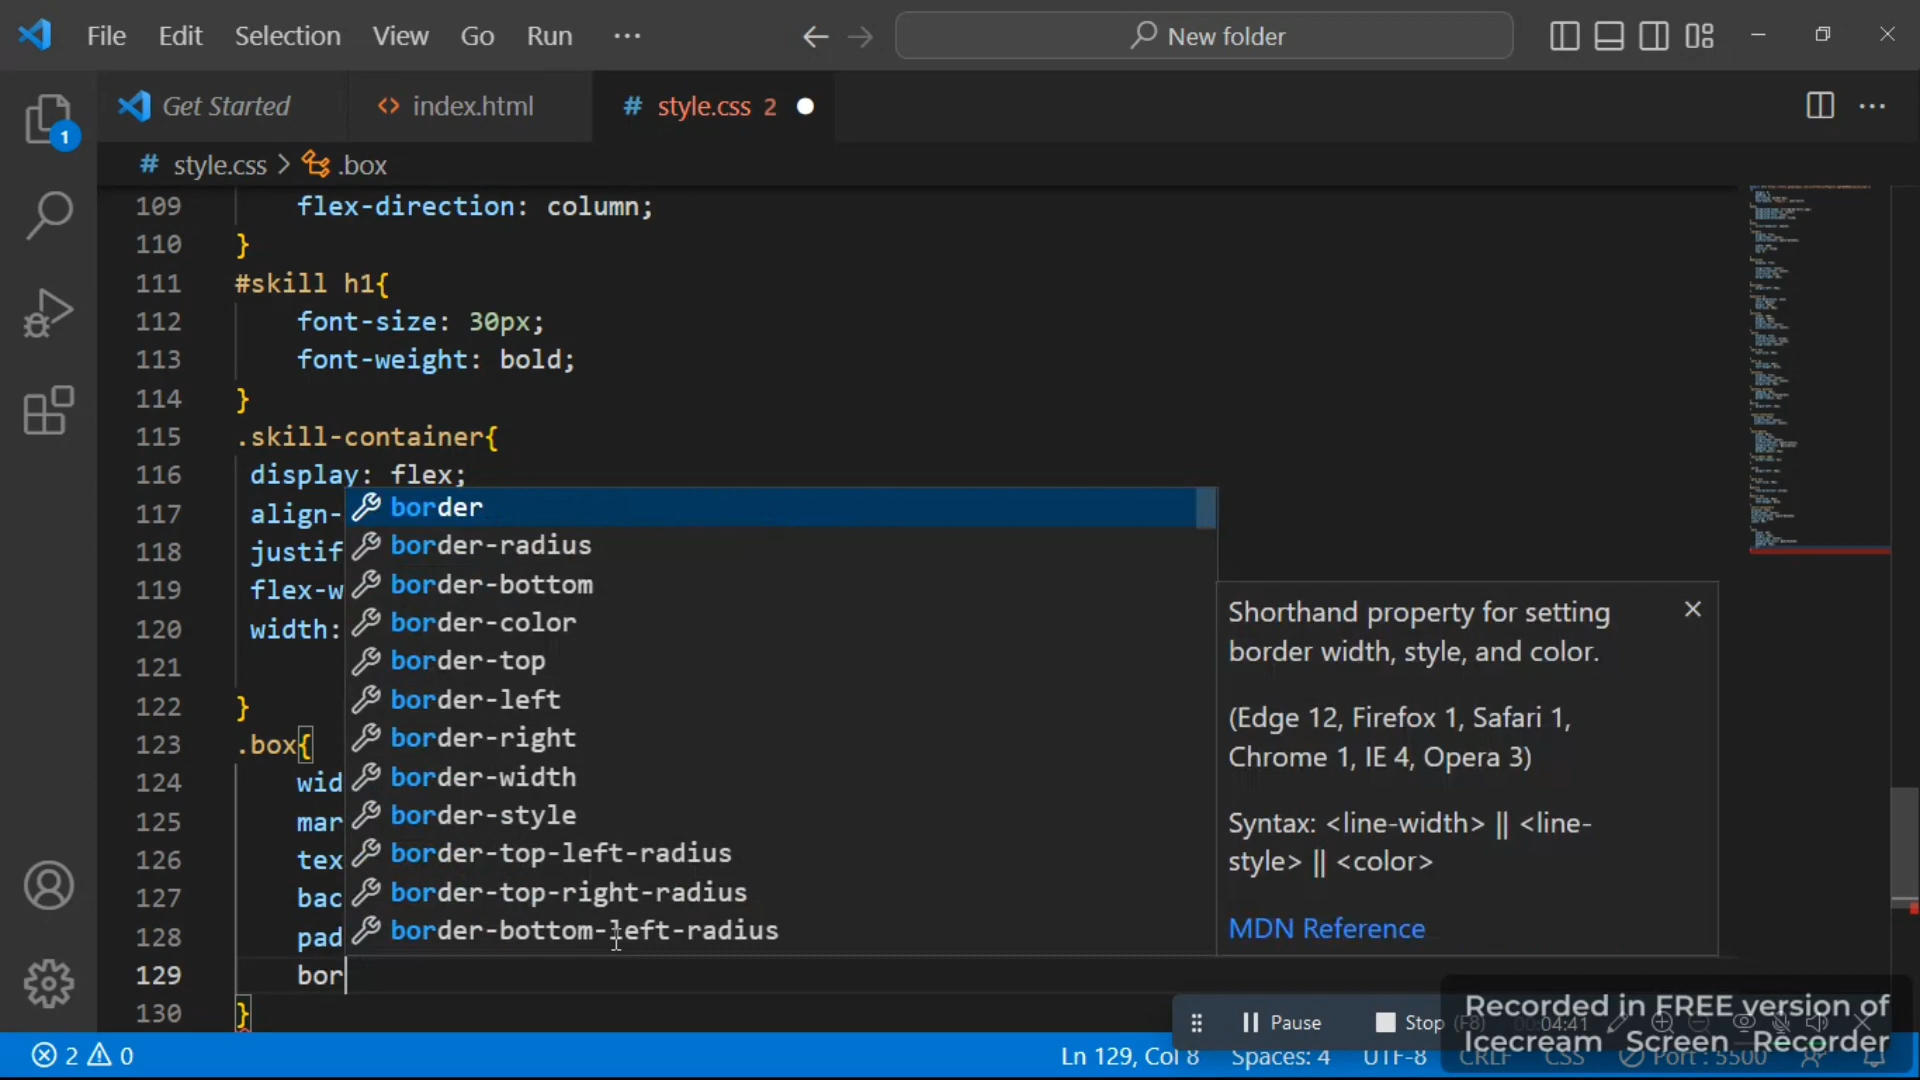 File Edit Selection View Go Run ···
New folder
Get Started
<> index.html
# style.css 2
1
# style.css > .box
109 flex-direction: column;
110 }
111 #skill h1{
112 font-size: 30px;
113 font-weight: bold;
114 }
115 .skill-container{
116 display: flex;
117 align-
118 justif
119 flex-w
120 width:
121
122 }
123 .box{
124 wid
125 mar
126 tex
127 bac
128 pad
129 bor
130 }
border
border-radius
border-bottom
border-color
border-top
border-left
border-right
border-width
border-style
border-top-left-radius
border-top-right-radius
border-bottom-left-radius
Shorthand property for setting
border width, style, and color.
(Edge 12, Firefox 1, Safari 1,
Chrome 1, IE 4, Opera 3)
Syntax: <line-width> || <line-
style> || <color>
MDN Reference
Pause Stop (F8) 00:04:41
Recorded in FREE version of
Icecream Screen Recorder
2 0
Ln 129, Col 8 Spaces: 4 UTF-8 CRLF CSS Port : 5500